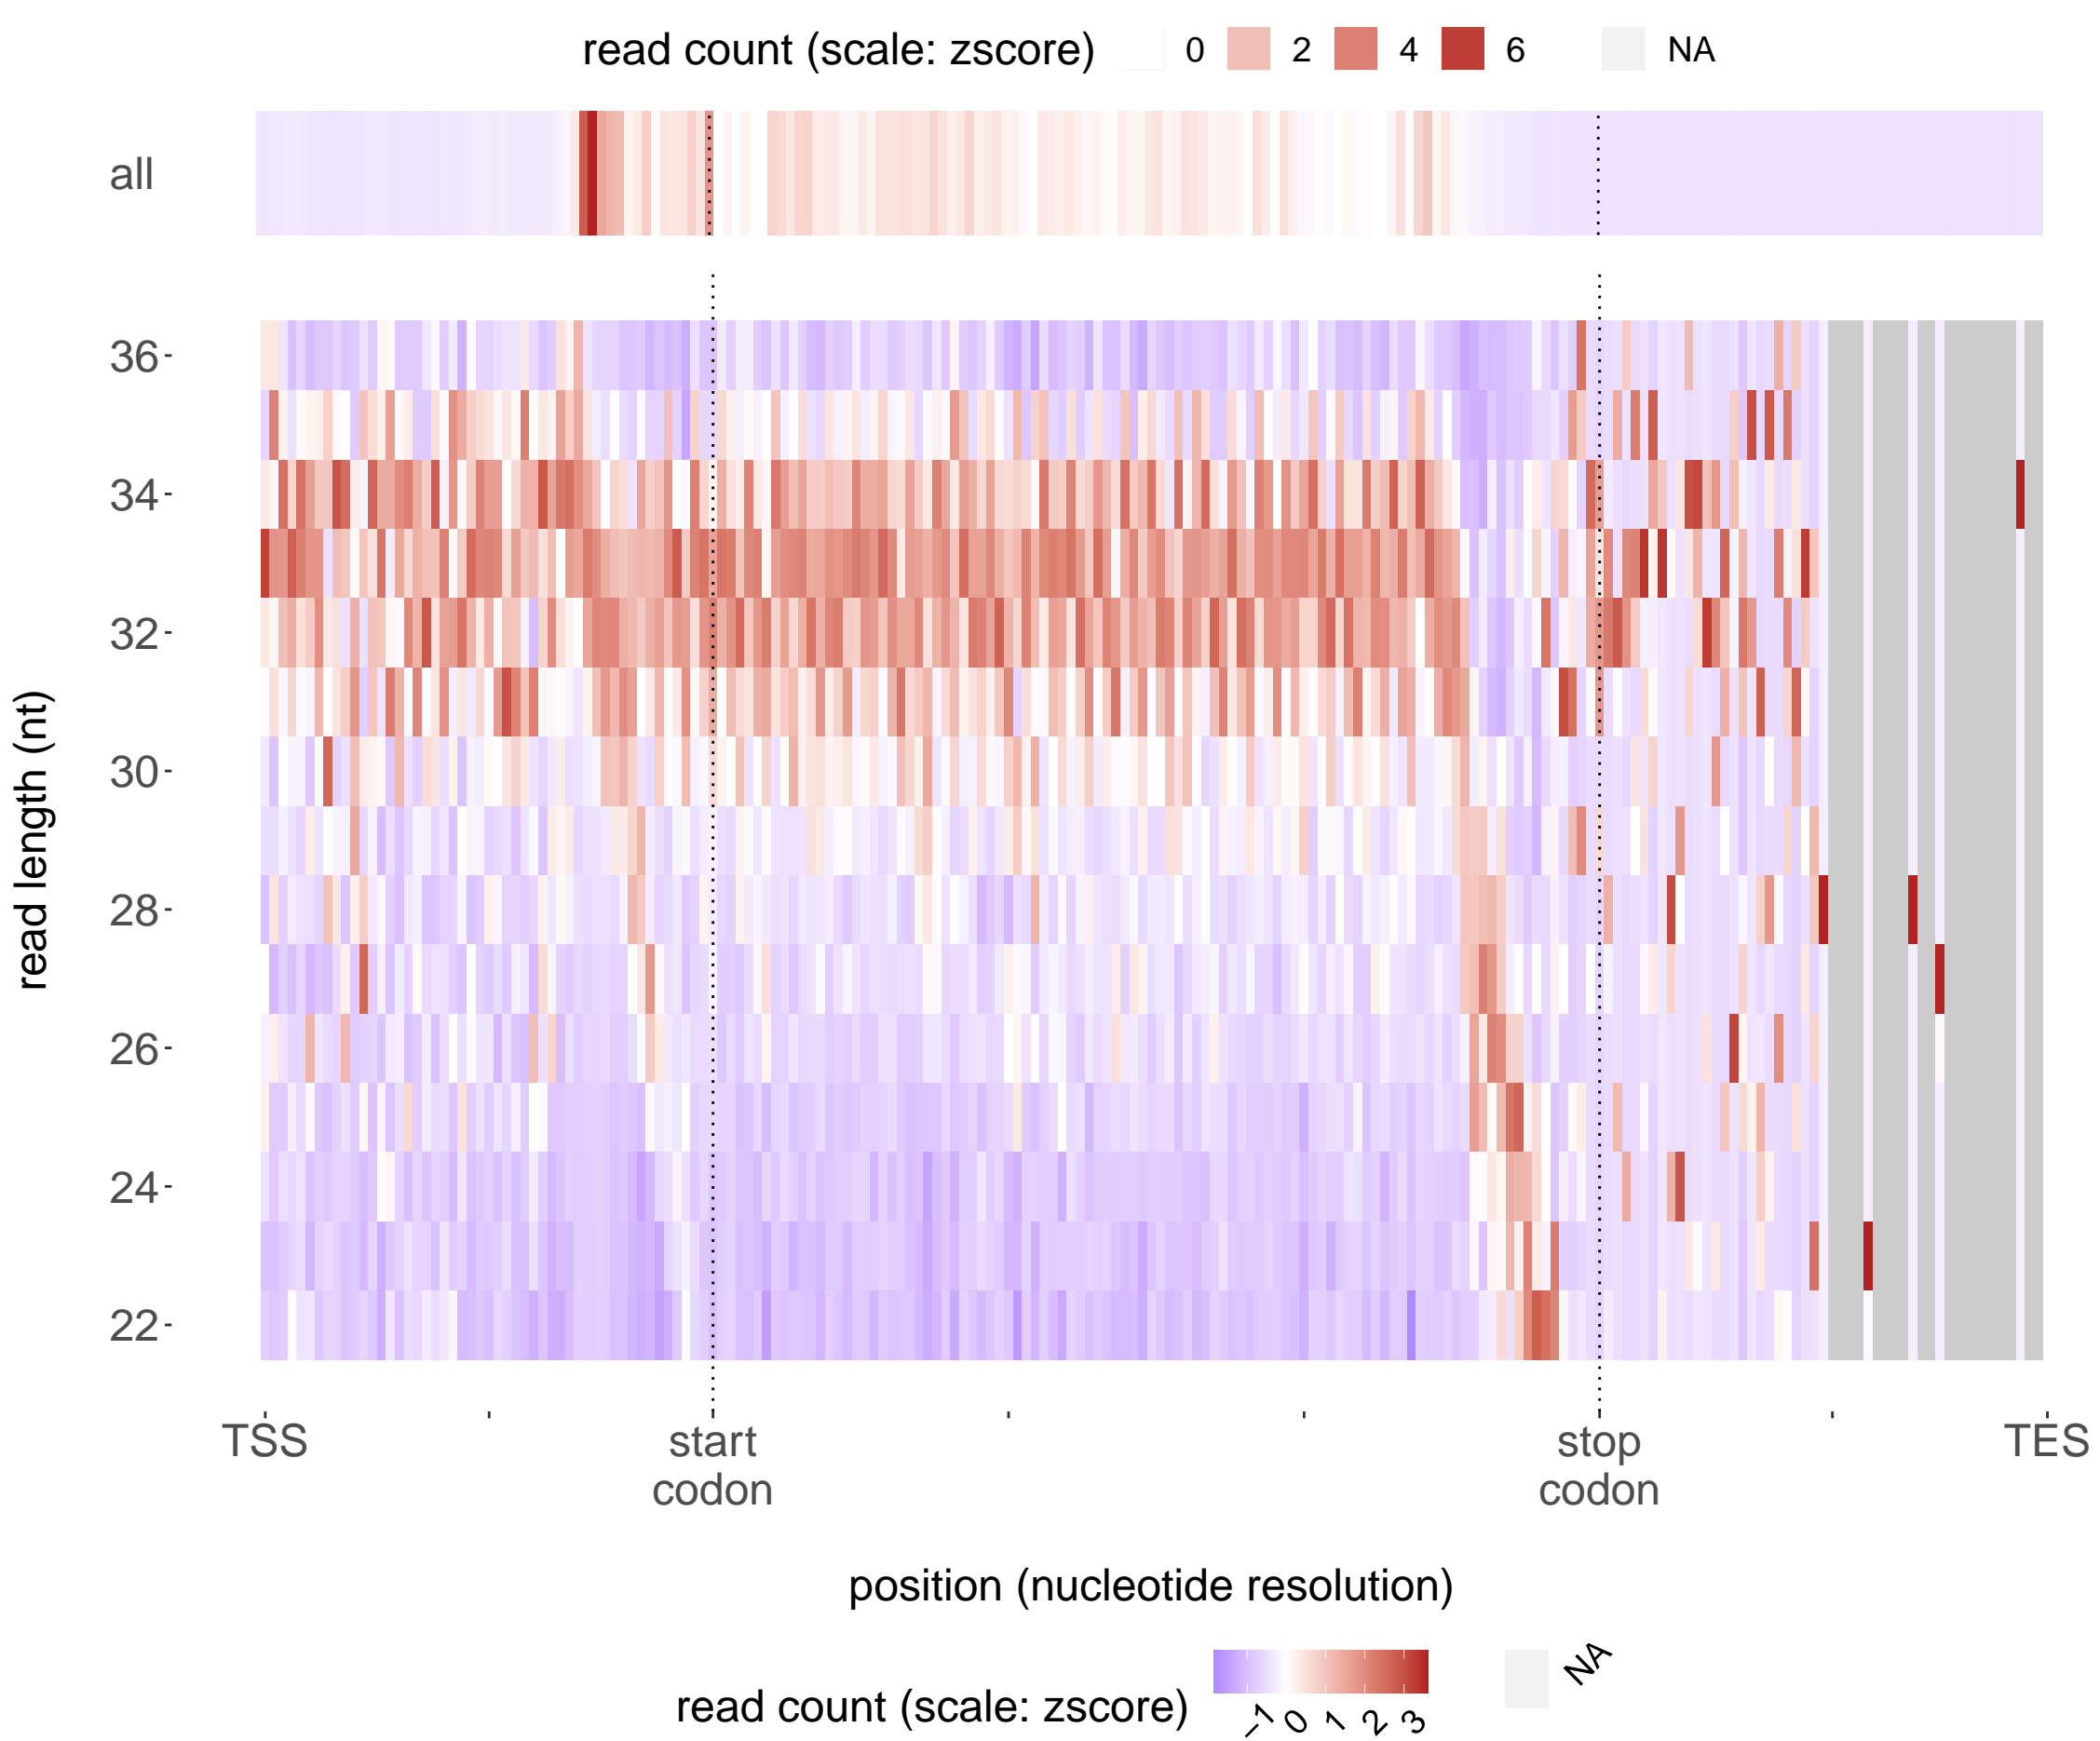 read count (scale: zscore) 0 2 4 6 NA
all
36
34
32
30
28
26
24
22
read length (nt)
TSS start codon stop codon TES
position (nucleotide resolution)
read count (scale: zscore) −1 0 1 2 3 NA